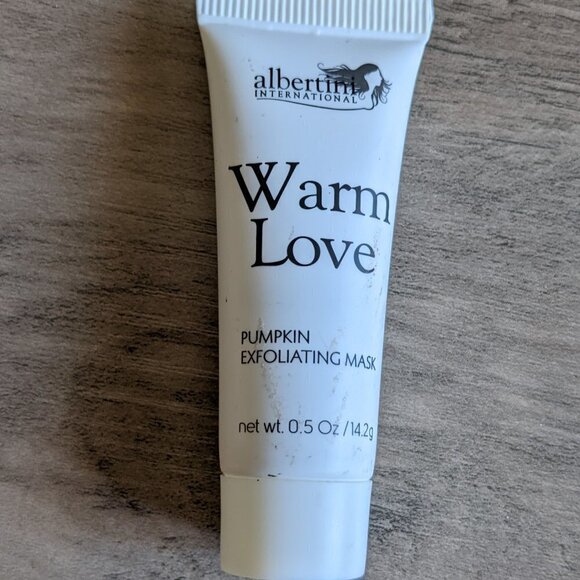 albertini
INTERNATIONAL
Warm
Love
PUMPKIN
EXFOLIATING MASK
net wt. 0.5 Oz / 14.2g